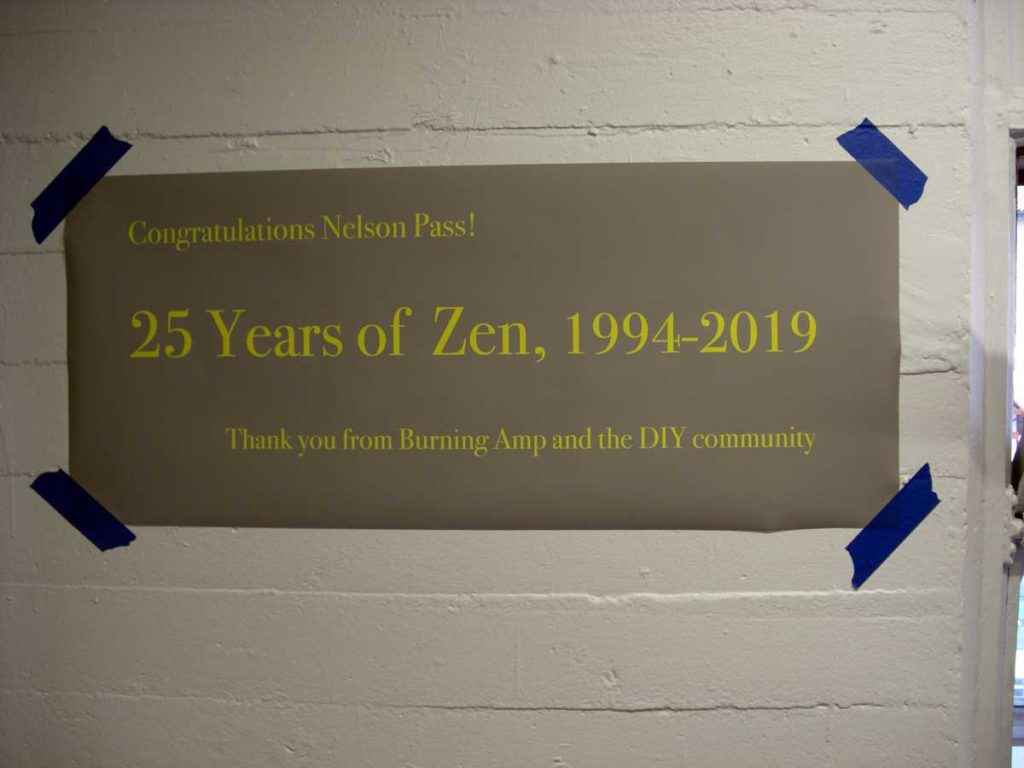 Congratulations Nelson Pass!
25 Years of Zen, 1994-2019
Thank you from Burning Amp and the DIY community